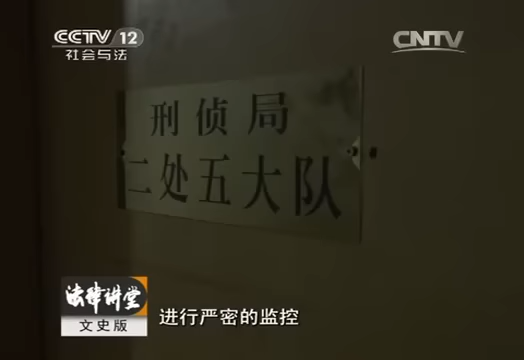 CCTV 12
社会与法
CNTV
刑侦局
二处五大队
法律讲堂
文史版
进行严密的监控